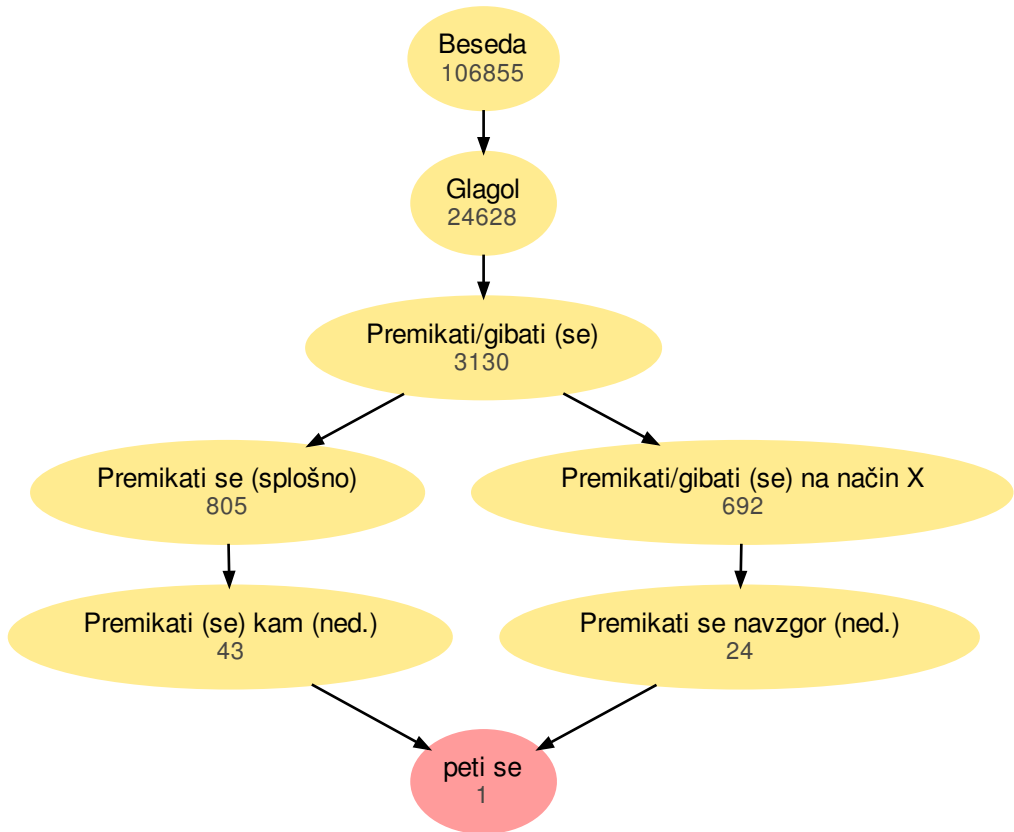 Beseda
106855
Glagol
24628
Premikati/gibati (se)
3130
Premikati se (splošno)
805
Premikati/gibati (se) na način X
692
Premikati (se) kam (ned.)
43
Premikati se navzgor (ned.)
24
peti se
1